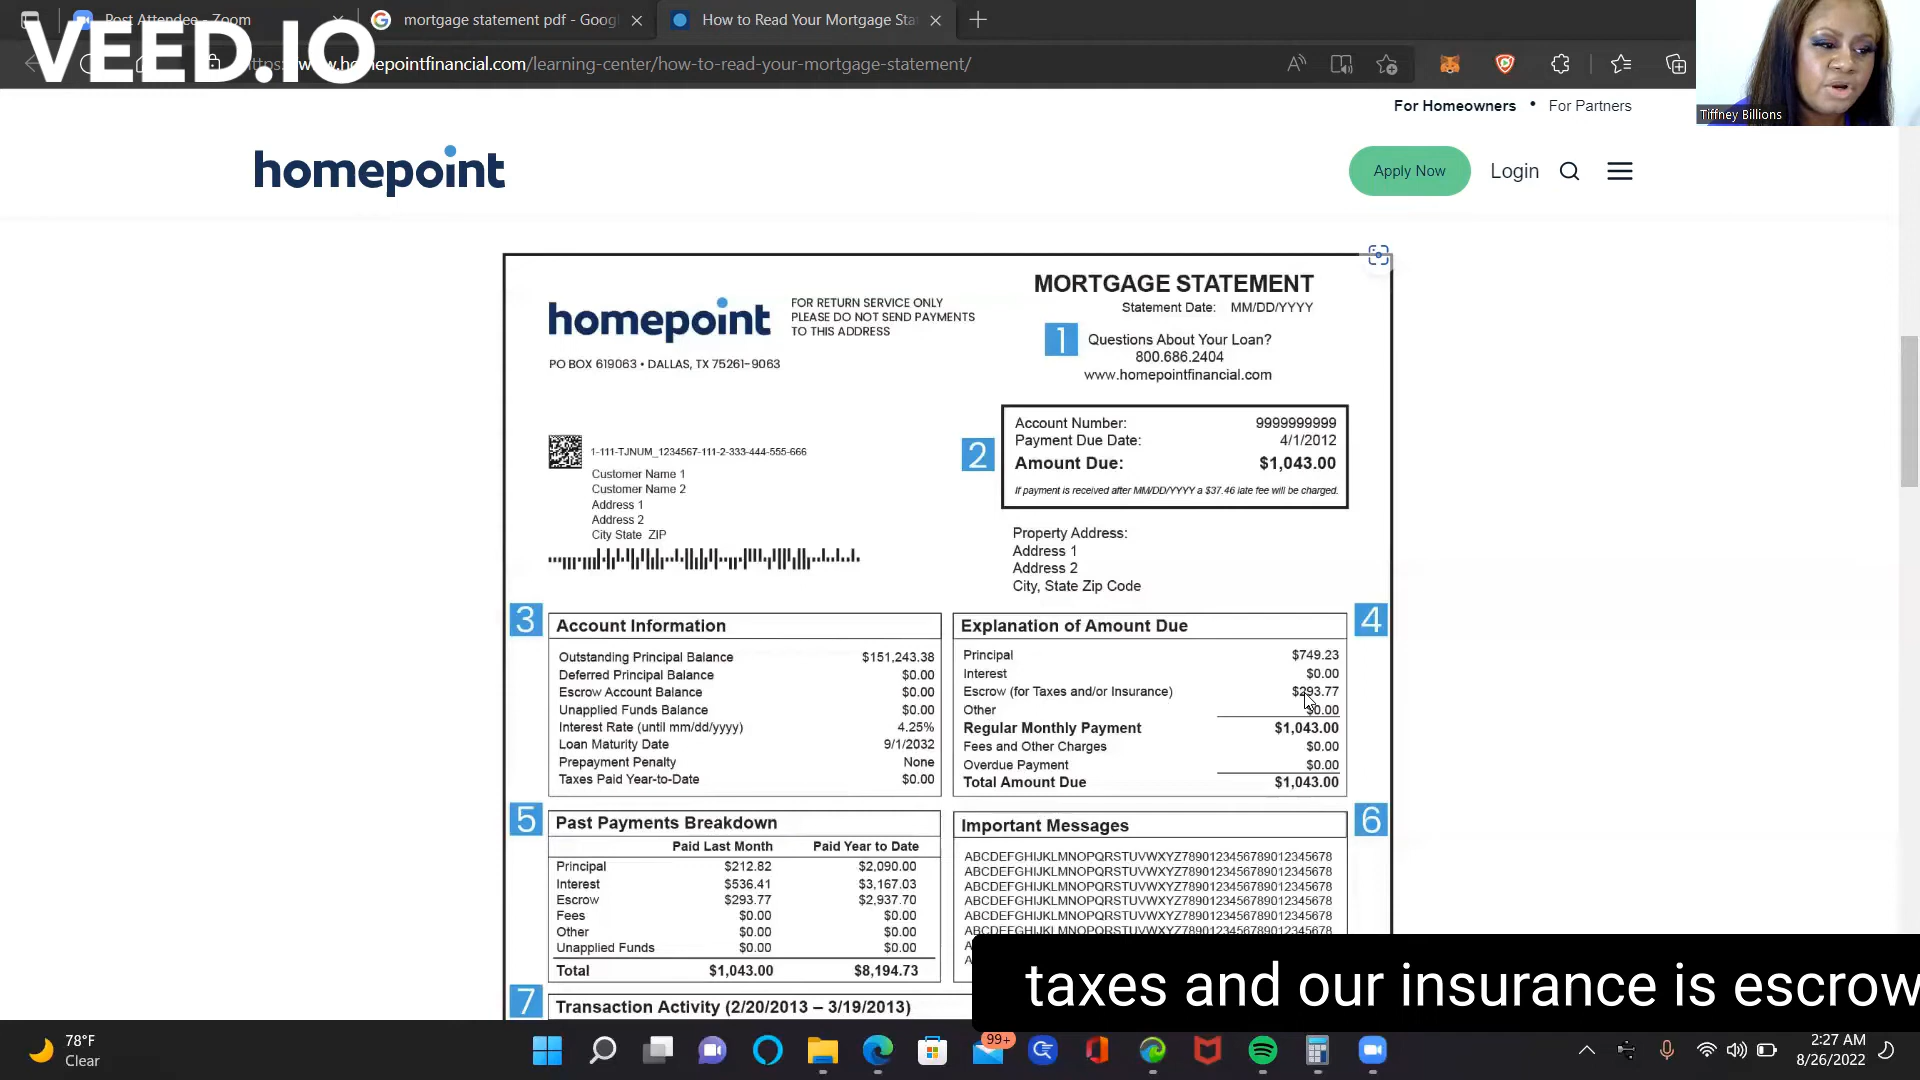 VEED.IO
Post Attendee - Zoom
mortgage statement pdf - Goog
How to Read Your Mortgage Sta
homepointfinancial.com/learning-center/how-to-read-your-mortgage-statement/
Tiffney Billions
For Homeowners • For Partners
homepoint
Apply Now
Login
homepoint
FOR RETURN SERVICE ONLY
PLEASE DO NOT SEND PAYMENTS
TO THIS ADDRESS
PO BOX 619063 • DALLAS, TX 75261-9063
MORTGAGE STATEMENT
Statement Date: MM/DD/YYYY
1
Questions About Your Loan?
800.686.2404
www.homepointfinancial.com
2
Account Number: 9999999999
Payment Due Date: 4/1/2012
Amount Due: $1,043.00
If payment is received after MM/DD/YYYY a $37.46 late fee will be charged.
1-111-TJNUM_1234567-111-2-333-444-555-666
Customer Name 1
Customer Name 2
Address 1
Address 2
City State ZIP
Property Address:
Address 1
Address 2
City, State Zip Code
3
Account Information
Outstanding Principal Balance $151,243.38
Deferred Principal Balance $0.00
Escrow Account Balance $0.00
Unapplied Funds Balance $0.00
Interest Rate (until mm/dd/yyyy) 4.25%
Loan Maturity Date 9/1/2032
Prepayment Penalty None
Taxes Paid Year-to-Date $0.00
4
Explanation of Amount Due
Principal $749.23
Interest $0.00
Escrow (for Taxes and/or Insurance) $293.77
Other $0.00
Regular Monthly Payment $1,043.00
Fees and Other Charges $0.00
Overdue Payment $0.00
Total Amount Due $1,043.00
5
Past Payments Breakdown
Paid Last Month Paid Year to Date
Principal $212.82 $2,090.00
Interest $536.41 $3,167.03
Escrow $293.77 $2,937.70
Fees $0.00 $0.00
Other $0.00 $0.00
Unapplied Funds $0.00 $0.00
Total $1,043.00 $8,194.73
6
Important Messages
ABCDEFGHIJKLMNOPQRSTUVWXYZ7890123456789012345678
ABCDEFGHIJKLMNOPQRSTUVWXYZ7890123456789012345678
ABCDEFGHIJKLMNOPQRSTUVWXYZ7890123456789012345678
ABCDEFGHIJKLMNOPQRSTUVWXYZ7890123456789012345678
ABCDEFGHIJKLMNOPQRSTUVWXYZ7890123456789012345678
7
Transaction Activity (2/20/2013 – 3/19/2013)
taxes and our insurance is escrow
78°F
Clear
99+
2:27 AM
8/26/2022